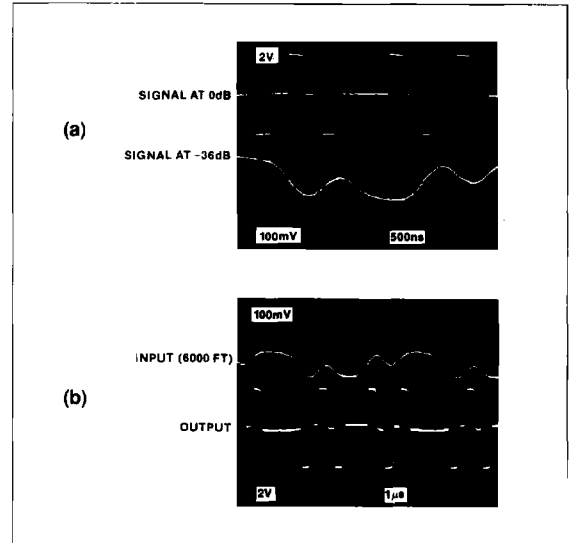 2V
SIGNAL AT 0dB
(a)
SIGNAL AT -36dB
100mV
500ns
100mV
INPUT (6000 FT)
(b)
OUTPUT
2V
1µs